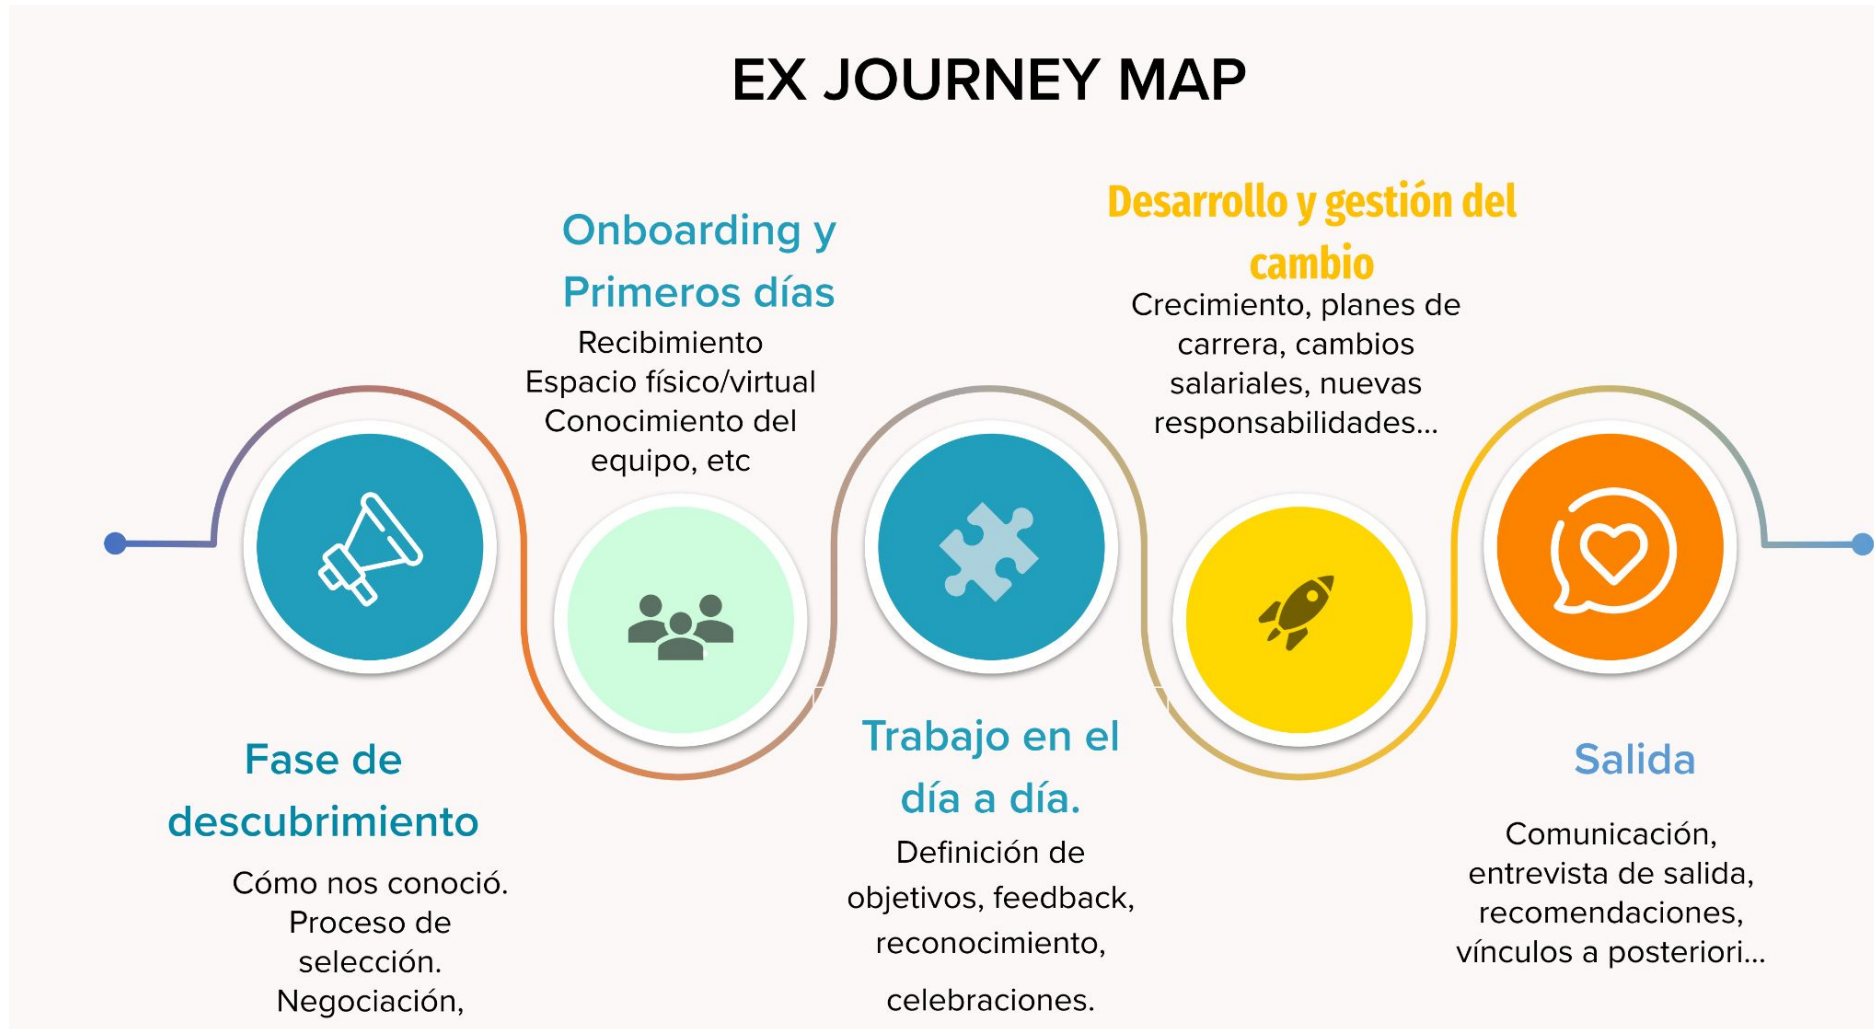 EX JOURNEY MAP
Fase de
descubrimiento
Cómo nos conoció.
Proceso de
selección.
Negociación,
Onboarding y
Primeros días
Recibimiento
Espacio físico/virtual
Conocimiento del
equipo, etc
Trabajo en el
día a día.
Definición de
objetivos, feedback,
reconocimiento,
celebraciones.
Desarrollo y gestión del
cambio
Crecimiento, planes de
carrera, cambios
salariales, nuevas
responsabilidades...
Salida
Comunicación,
entrevista de salida,
recomendaciones,
vínculos a posteriori...